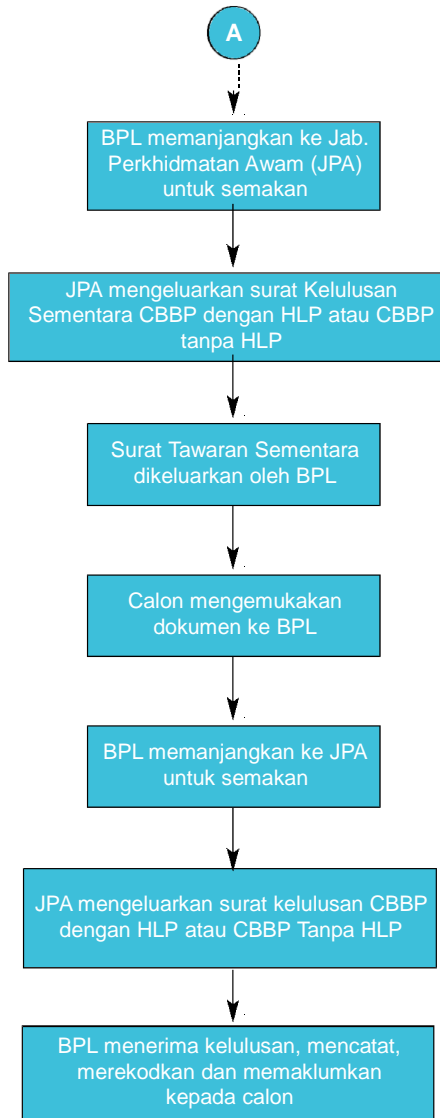 A
BPL memanjangkan ke Jab.
Perkhidmatan Awam (JPA)
untuk semakan
JPA mengeluarkan surat Kelulusan
Sementara CBBP dengan HLP atau CBBP
tanpa HLP
Surat Tawaran Sementara
dikeluarkan oleh BPL
Calon mengemukakan
dokumen ke BPL
BPL memanjangkan ke JPA
untuk semakan
JPA mengeluarkan surat kelulusan CBBP
dengan HLP atau CBBP Tanpa HLP
BPL menerima kelulusan, mencatat,
merekodkan dan memaklumkan
kepada calon